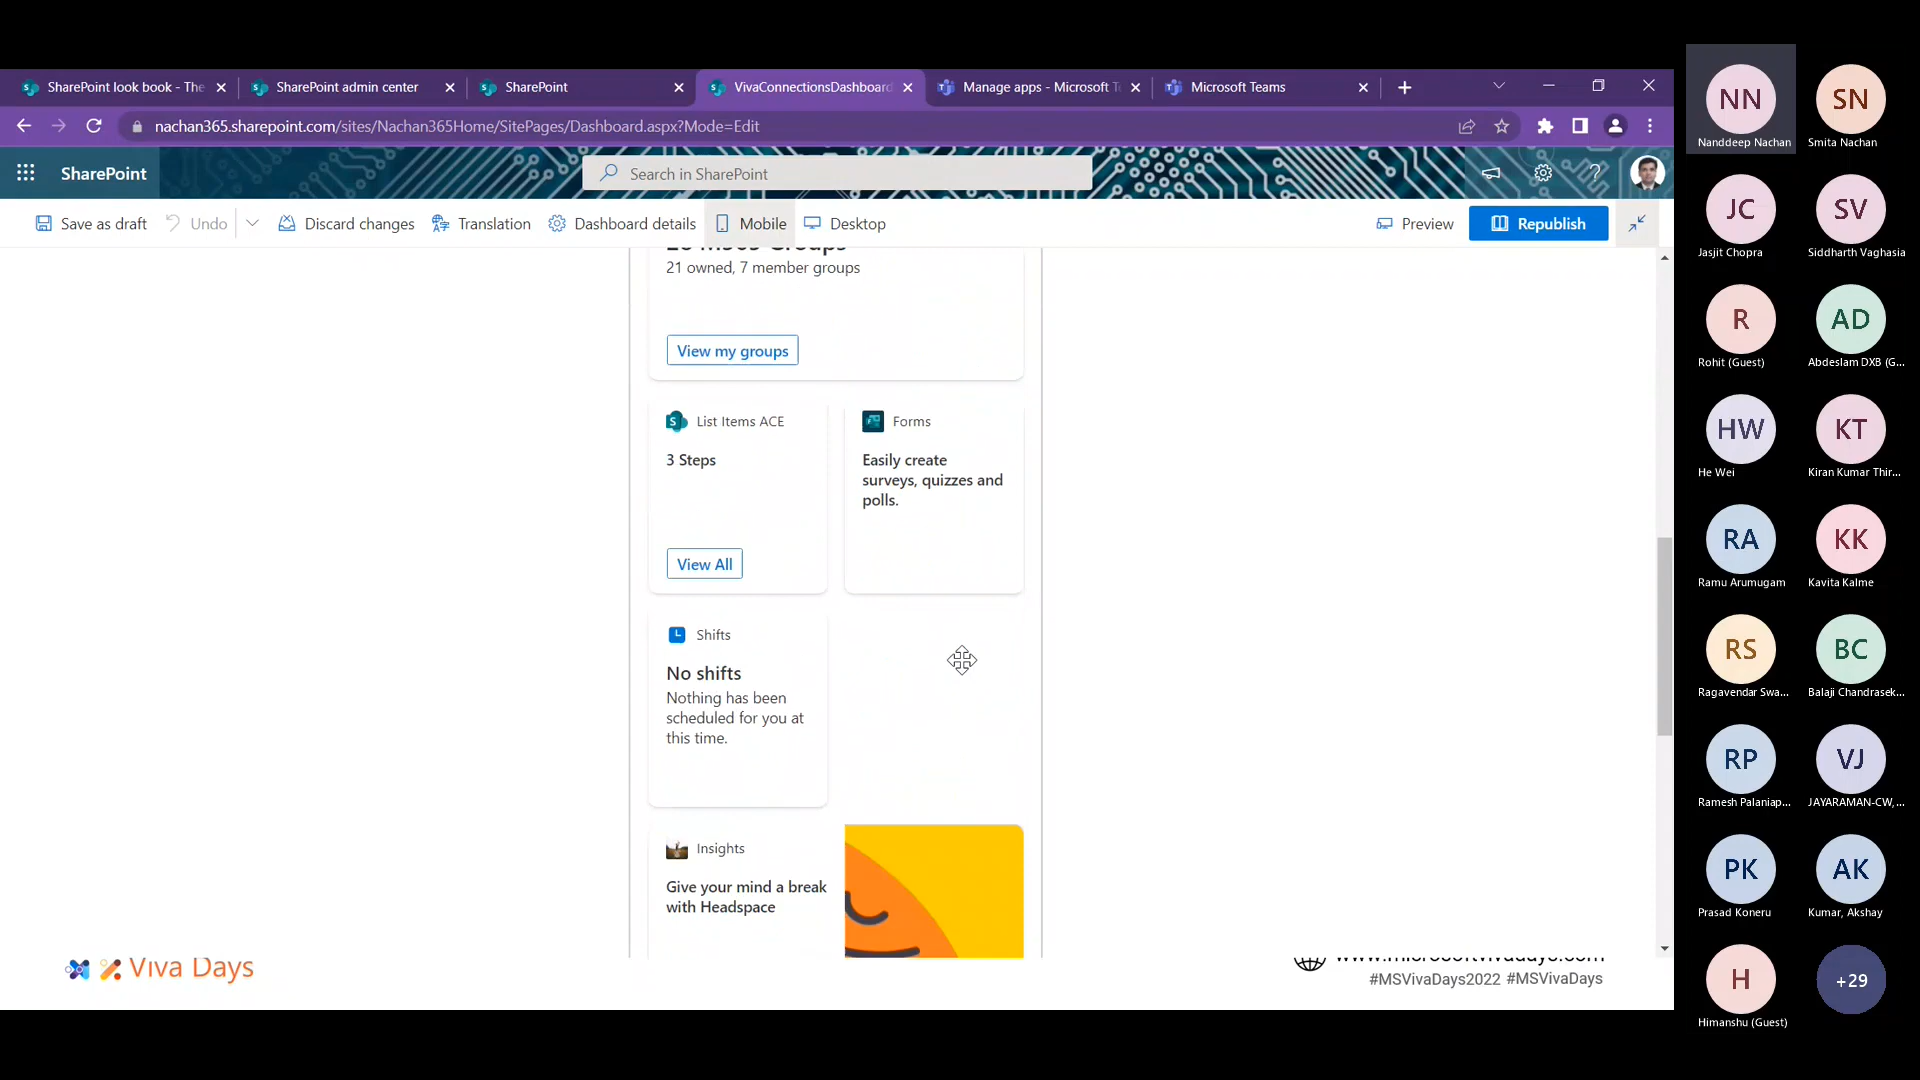 SharePoint look book - The
SharePoint admin center
SharePoint
VivaConnectionsDashboard
Manage apps - Microsoft T
Microsoft Teams
nachan365.sharepoint.com/sites/Nachan365Home/SitePages/Dashboard.aspx?Mode=Edit
SharePoint
Search in SharePoint
Save as draft
Undo
Discard changes
Translation
Dashboard details
Mobile
Desktop
Preview
Republish
28 M365 Groups
21 owned, 7 member groups
View my groups
List Items ACE
3 Steps
View All
Forms
Easily create
surveys, quizzes and
polls.
Shifts
No shifts
Nothing has been
scheduled for you at
this time.
Insights
Give your mind a break
with Headspace
Viva Days
www.microsoftvivadays.com
#MSVivaDays2022 #MSVivaDays
NN
Nanddeep Nachan
SN
Smita Nachan
JC
Jasjit Chopra
SV
Siddharth Vaghasia
R
Rohit (Guest)
AD
Abdeslam DXB (G...
HW
He Wei
KT
Kiran Kumar Thir...
RA
Ramu Arumugam
KK
Kavita Kalme
RS
Ragavendar Swa...
BC
Balaji Chandrasek...
RP
Ramesh Palaniap...
VJ
JAYARAMAN-CW,...
PK
Prasad Koneru
AK
Kumar, Akshay
H
Himanshu (Guest)
+29